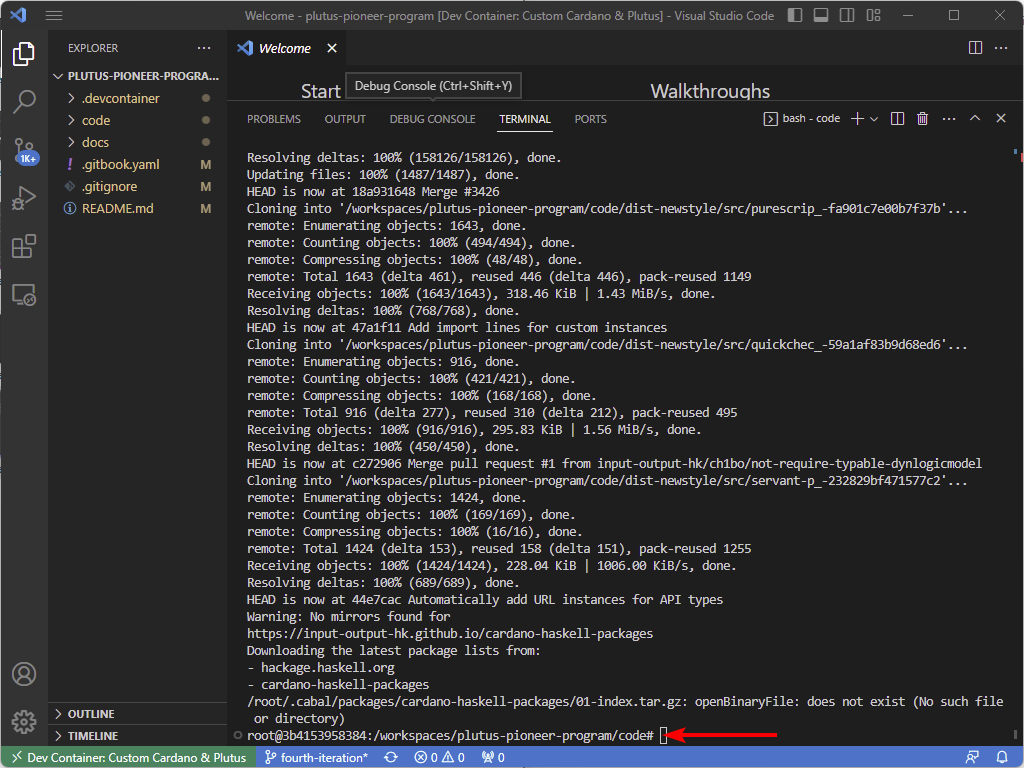 Welcome - plutus-pioneer-program [Dev Container: Custom Cardano & Plutus] - Visual Studio Code
EXPLORER
PLUTUS-PIONEER-PROGRA...
.devcontainer
code
docs
! .gitbook.yaml M
.gitignore M
README.md M
1K+
OUTLINE
TIMELINE
Welcome
Start
Debug Console (Ctrl+Shift+Y)
Walkthroughs
PROBLEMS OUTPUT DEBUG CONSOLE TERMINAL PORTS
bash - code
Resolving deltas: 100% (158126/158126), done.
Updating files: 100% (1487/1487), done.
HEAD is now at 18a931648 Merge #3426
Cloning into '/workspaces/plutus-pioneer-program/code/dist-newstyle/src/purescrip_-fa901c7e00b7f37b'...
remote: Enumerating objects: 1643, done.
remote: Counting objects: 100% (494/494), done.
remote: Compressing objects: 100% (48/48), done.
remote: Total 1643 (delta 461), reused 446 (delta 446), pack-reused 1149
Receiving objects: 100% (1643/1643), 318.46 KiB | 1.43 MiB/s, done.
Resolving deltas: 100% (768/768), done.
HEAD is now at 47a1f11 Add import lines for custom instances
Cloning into '/workspaces/plutus-pioneer-program/code/dist-newstyle/src/quickchec_-59a1af83b9d68ed6'...
remote: Enumerating objects: 916, done.
remote: Counting objects: 100% (421/421), done.
remote: Compressing objects: 100% (168/168), done.
remote: Total 916 (delta 277), reused 310 (delta 212), pack-reused 495
Receiving objects: 100% (916/916), 295.83 KiB | 1.56 MiB/s, done.
Resolving deltas: 100% (450/450), done.
HEAD is now at c272906 Merge pull request #1 from input-output-hk/ch1bo/not-require-typable-dynlogicmodel
Cloning into '/workspaces/plutus-pioneer-program/code/dist-newstyle/src/servant-p_-232829bf471577c2'...
remote: Enumerating objects: 1424, done.
remote: Counting objects: 100% (169/169), done.
remote: Compressing objects: 100% (16/16), done.
remote: Total 1424 (delta 153), reused 158 (delta 151), pack-reused 1255
Receiving objects: 100% (1424/1424), 228.04 KiB | 1006.00 KiB/s, done.
Resolving deltas: 100% (689/689), done.
HEAD is now at 44e7cac Automatically add URL instances for API types
Warning: No mirrors found for
https://input-output-hk.github.io/cardano-haskell-packages
Downloading the latest package lists from:
- hackage.haskell.org
- cardano-haskell-packages
/root/.cabal/packages/cardano-haskell-packages/01-index.tar.gz: openBinaryFile: does not exist (No such file
or directory)
root@3b4153958384:/workspaces/plutus-pioneer-program/code#
Dev Container: Custom Cardano & Plutus fourth-iteration* 0 0 0